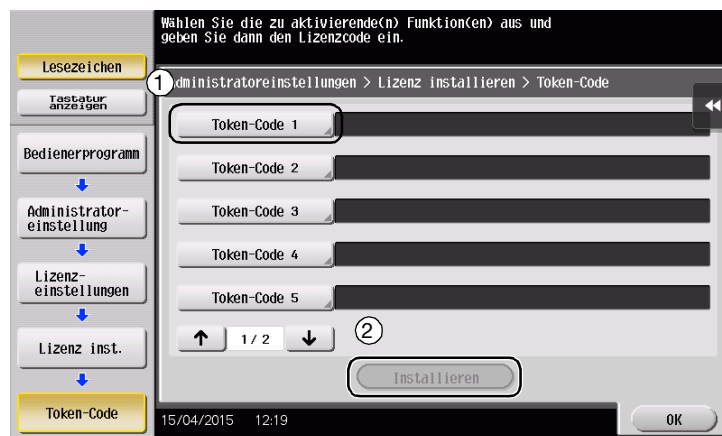 Wählen Sie die zu aktivierende(n) Funktion(en) aus und
geben Sie dann den Lizenzcode ein.
Lesezeichen
Tastatur
anzeigen
Bedienerprogramm
Administrator-
einstellung
Lizenz-
einstellungen
Lizenz inst.
Token-Code
1
dministratoreinstellungen > Lizenz installieren > Token-Code
Token-Code 1
Token-Code 2
Token-Code 3
Token-Code 4
Token-Code 5
↑ 1/ 2 ↓
2
Installieren
15/04/2015 12:19
OK